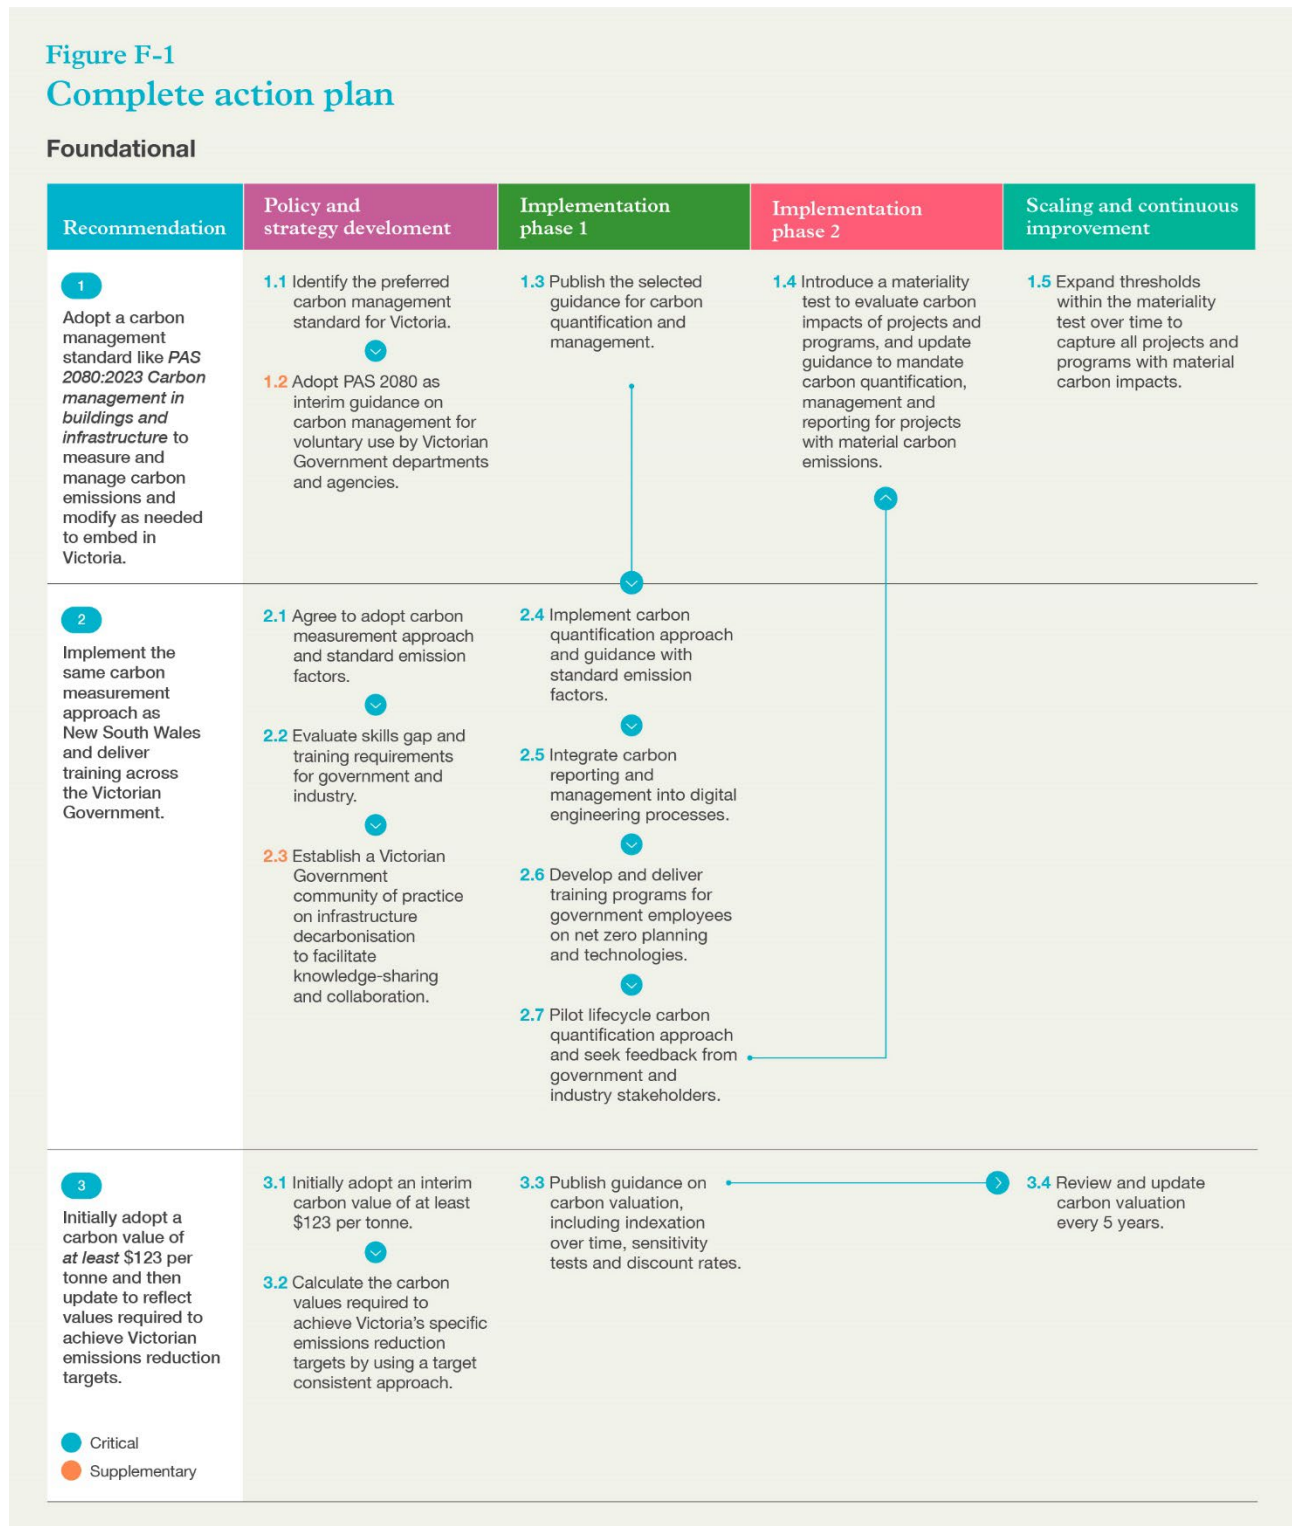 Figure F-1
Complete action plan
Foundational
Recommendation
Policy and
strategy develoment
Implementation
phase 1
Implementation
phase 2
Scaling and continuous
improvement
1
Adopt a carbon
management
standard like PAS
2080:2023 Carbon
management in
buildings and
infrastructure to
measure and
manage carbon
emissions and
modify as needed
to embed in
Victoria.
1.1 Identify the preferred
carbon management
standard for Victoria.
1.2 Adopt PAS 2080 as
interim guidance on
carbon management for
voluntary use by Victorian
Government departments
and agencies.
1.3 Publish the selected
guidance for carbon
quantification and
management.
1.4 Introduce a materiality
test to evaluate carbon
impacts of projects and
programs, and update
guidance to mandate
carbon quantification,
management and
reporting for projects
with material carbon
emissions.
1.5 Expand thresholds
within the materiality
test over time to
capture all projects and
programs with material
carbon impacts.
2
Implement the
same carbon
measurement
approach as
New South Wales
and deliver
training across
the Victorian
Government.
2.1 Agree to adopt carbon
measurement approach
and standard emission
factors.
2.2 Evaluate skills gap and
training requirements
for government and
industry.
2.3 Establish a Victorian
Government
community of practice
on infrastructure
decarbonisation
to facilitate
knowledge-sharing
and collaboration.
2.4 Implement carbon
quantification approach
and guidance with
standard emission
factors.
2.5 Integrate carbon
reporting and
management into digital
engineering processes.
2.6 Develop and deliver
training programs for
government employees
on net zero planning
and technologies.
2.7 Pilot lifecycle carbon
quantification approach
and seek feedback from
government and
industry stakeholders.
3
Initially adopt a
carbon value of
at least $123 per
tonne and then
update to reflect
values required to
achieve Victorian
emissions reduction
targets.
3.1 Initially adopt an interim
carbon value of at least
$123 per tonne.
3.2 Calculate the carbon
values required to
achieve Victoria's specific
emissions reduction
targets by using a target
consistent approach.
3.3 Publish guidance on
carbon valuation,
including indexation
over time, sensitivity
tests and discount rates.
3.4 Review and update
carbon valuation
every 5 years.
Critical
Supplementary